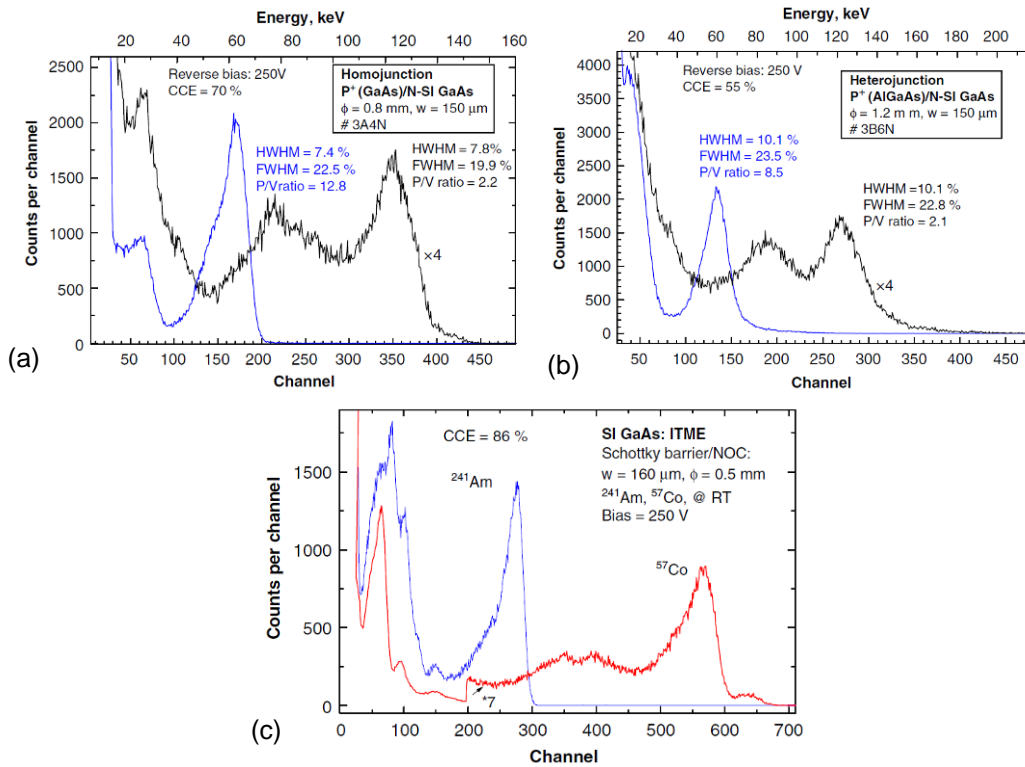 Energy, keV
20 40 60 80 100 120 140 160
2500
2000
1500
1000
500
0
Counts per channel
Reverse bias: 250V
CCE = 70 %
Homojunction
P⁺ (GaAs)/N-SI GaAs
ϕ = 0.8 mm, w = 150 μm
# 3A4N
HWHM = 7.4 %
FWHM = 22.5 %
P/Vratio = 12.8
HWHM = 7.8%
FWHM = 19.9%
P/V ratio = 2.2
×4
50 100 150 200 250 300 350 400 450
Channel
(a)
Energy, keV
20 40 60 80 100 120 140 160 180 200
4000
3500
3000
2500
2000
1500
1000
500
0
Counts per channel
Reverse bias: 250 V
CCE = 55 %
Heterojunction
P⁺ (AlGaAs)/N-SI GaAs
ϕ = 1.2 m m, w = 150 μm
# 3B6N
HWHM = 10.1 %
FWHM = 23.5 %
P/V ratio = 8.5
HWHM =10.1 %
FWHM = 22.8 %
P/V ratio = 2.1
×4
50 100 150 200 250 300 350 400 450
Channel
(b)
1500
1000
500
0
Counts per channel
CCE = 86 %
²⁴¹Am
SI GaAs: ITME
Schottky barrier/NOC:
w = 160 μm, ϕ = 0.5 mm
²⁴¹Am, ⁵⁷Co, @ RT
Bias = 250 V
⁵⁷Co
*7
0 100 200 300 400 500 600 700
Channel
(c)